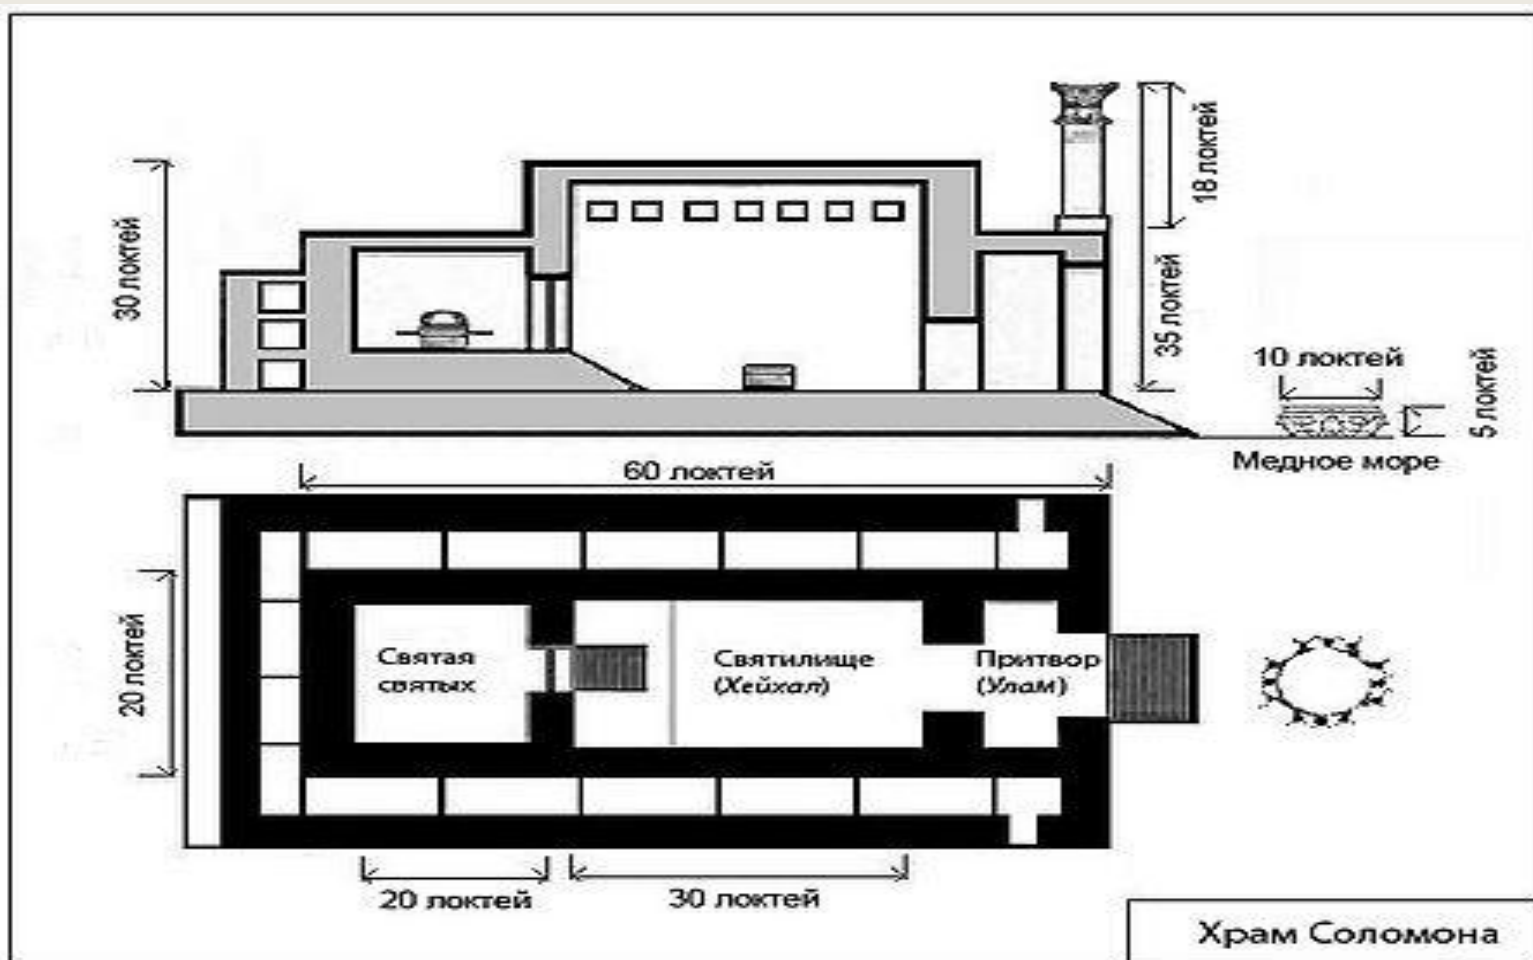 18 локтей
30 локтей
35 локтей
10 локтей
5 локтей
Медное море
60 локтей
20 локтей
Святая
святых
Святилище
(Хейхал)
Притвор
(Улам)
20 локтей
30 локтей
Храм Соломона